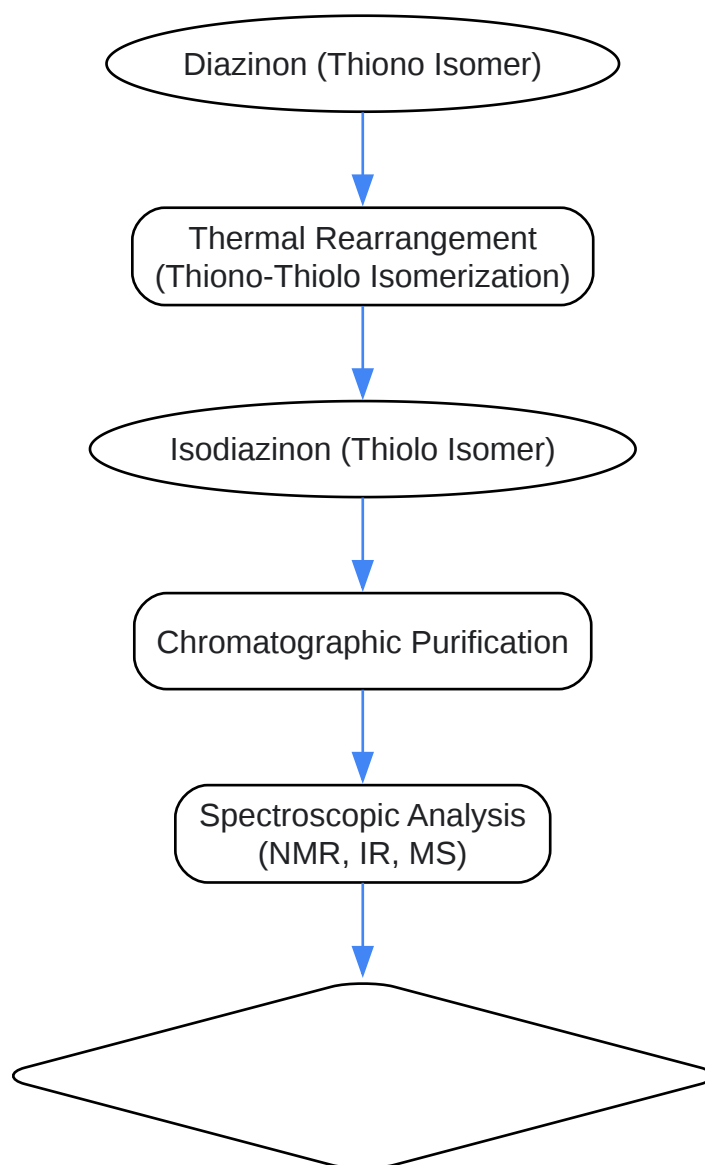 Diazinon (Thiono Isomer)
Thermal Rearrangement
(Thiono-Thiolo Isomerization)
Isodiazinon (Thiolo Isomer)
Chromatographic Purification
Spectroscopic Analysis
(NMR, IR, MS)